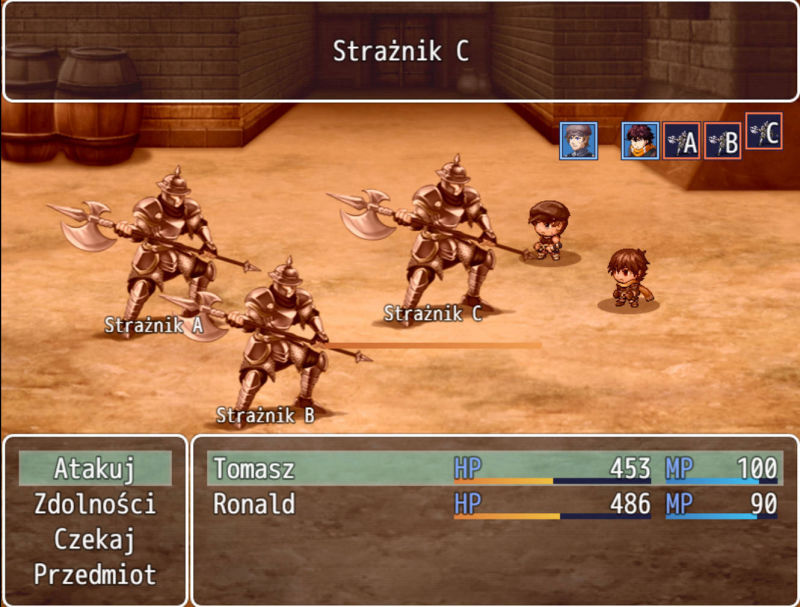 Strażnik C
A B C
Strażnik A
Strażnik C
Strażnik B
Atakuj
Zdolności
Czekaj
Przedmiot
Tomasz HP 453 MP 100
Ronald HP 486 MP 90